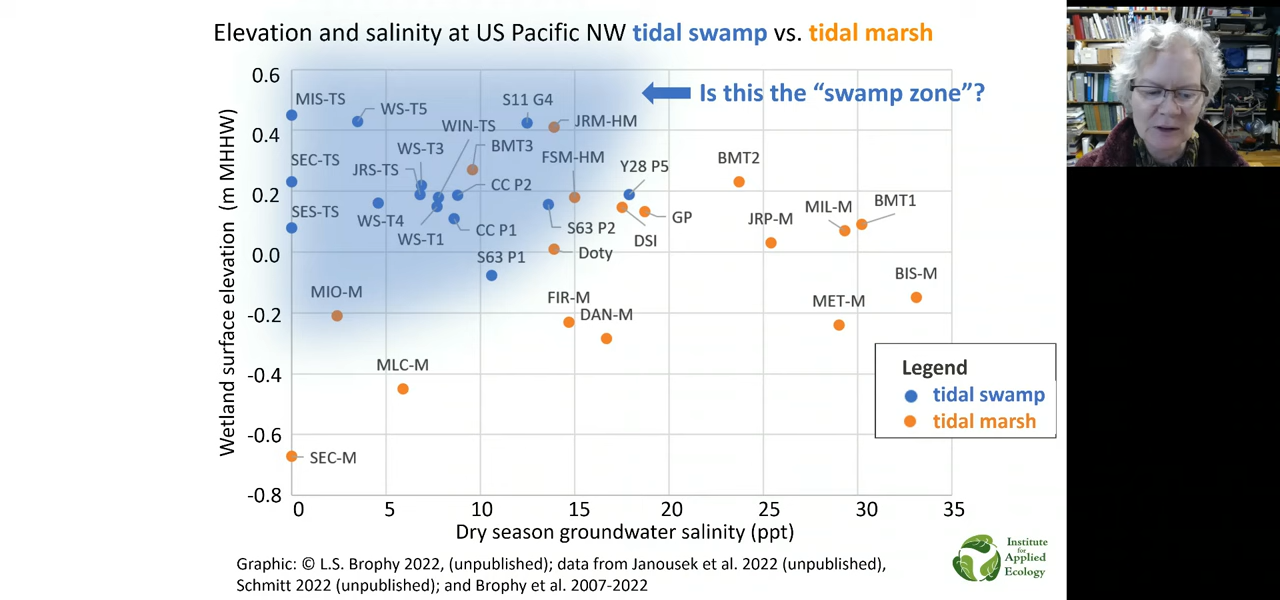 Elevation and salinity at US Pacific NW tidal swamp vs. tidal marsh
Is this the “swamp zone”?
Wetland surface elevation (m MHHW)
0.6
0.4
0.2
0.0
-0.2
-0.4
-0.6
-0.8
MIS-TS
WS-T5
S11 G4
JRM-HM
WIN-TS
BMT3
WS-T3
SEC-TS
JRS-TS
FSM-HM
Y28 P5
BMT2
CC P2
SES-TS
WS-T4
WS-T1
CC P1
S63 P2
GP
DSI
JRP-M
MIL-M
BMT1
S63 P1
Doty
BIS-M
MIO-M
FIR-M
DAN-M
MET-M
MLC-M
SEC-M
Legend
tidal swamp
tidal marsh
0 5 10 15 20 25 30 35
Dry season groundwater salinity (ppt)
Graphic: © L.S. Brophy 2022, (unpublished); data from Janousek et al. 2022 (unpublished),
Schmitt 2022 (unpublished); and Brophy et al. 2007-2022
Institute
for
Applied
Ecology